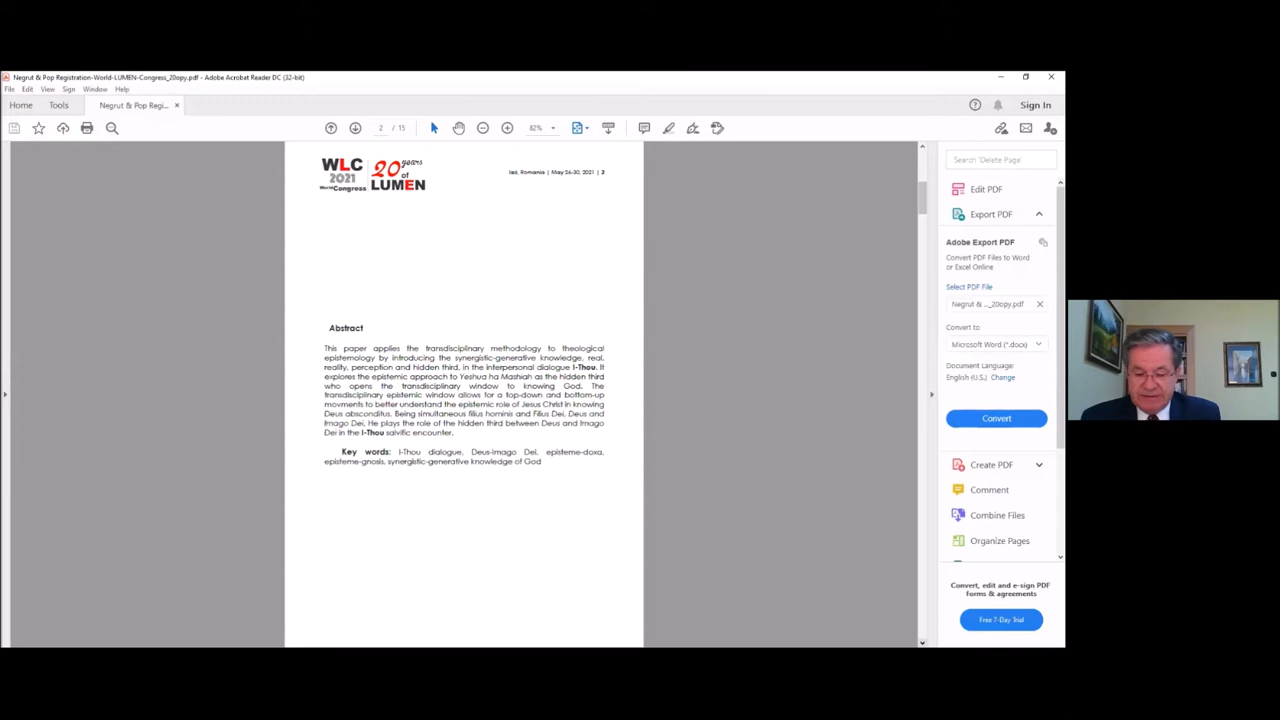 Negrut & Pop Registration-World-LUMEN-Congress_20opy.pdf - Adobe Acrobat Reader DC (32-bit)
File Edit View Sign Window Help
Home Tools Negrut & Pop Regi... × Sign In
2 / 15 82%
Search 'Delete Page'
WLC 20 years
2021 of
WorldCongress LUMEN
Iasi, Romania | May 26-30, 2021 | 2
Edit PDF
Export PDF
Adobe Export PDF
Convert PDF Files to Word
or Excel Online
Select PDF File
Negrut & ..._20opy.pdf ×
Convert to
Microsoft Word (*.docx)
Document Language:
English (U.S.) Change
Convert
Create PDF
Comment
Combine Files
Organize Pages
Convert, edit and e-sign PDF
forms & agreements
Free 7-Day Trial
Abstract
This paper applies the transdisciplinary methodology to theological
epistemology by introducing the synergistic-generative knowledge, real,
reality, perception and hidden third, in the interpersonal dialogue I-Thou. It
explores the epistemic approach to Yeshua ha Mashiah as the hidden third
who opens the transdisciplinary window to knowing God. The
transdisciplinary epistemic window allows for a top-down and bottom-up
movments to better understand the epistemic role of Jesus Christ in knowing
Deus absconditus. Being simultaneous filius hominis and Filius Dei, Deus and
Imago Dei, He plays the role of the hidden third between Deus and Imago
Dei in the I-Thou salvific encounter.
Key words: I-Thou dialogue, Deus-imago Dei, episteme-doxa,
episteme-gnosis, synergistic-generative knowledge of God